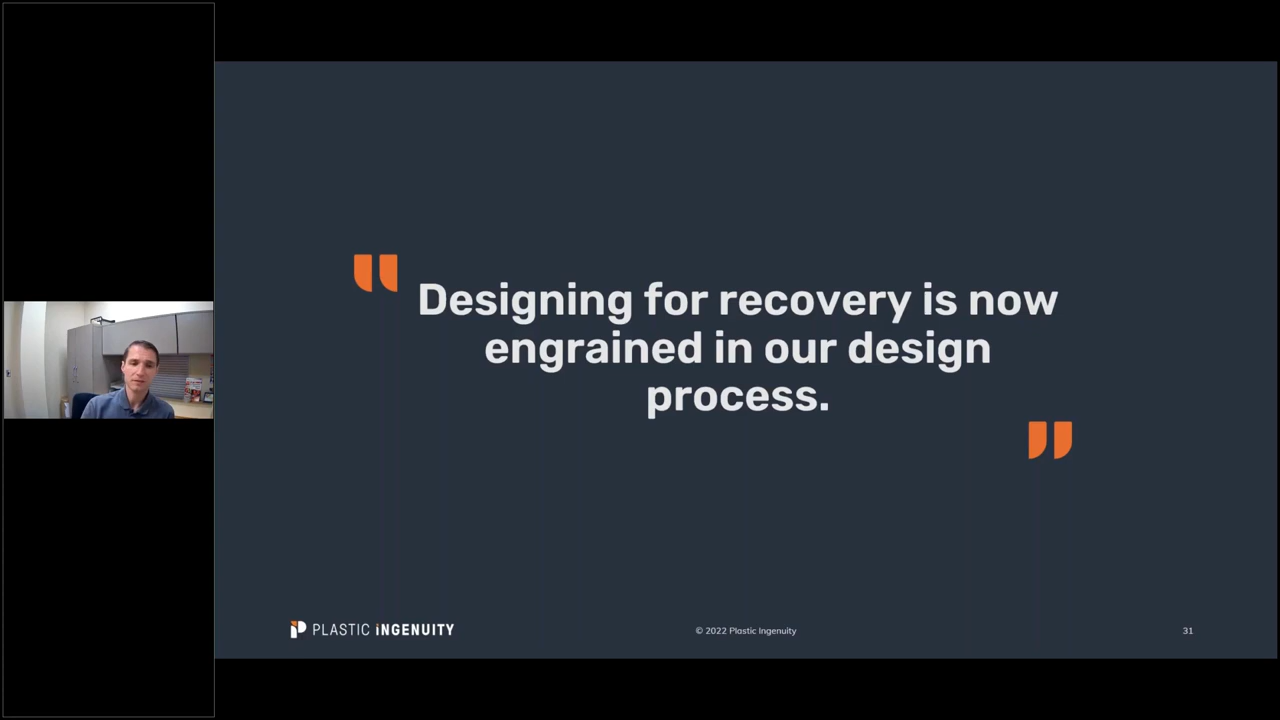 Designing for recovery is now
engrained in our design
process.
PLASTIC INGENUITY
© 2022 Plastic Ingenuity
31